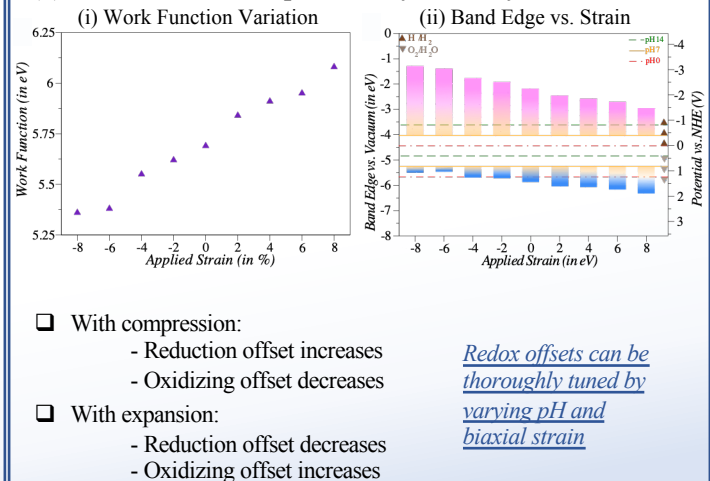 (i) Work Function Variation
(ii) Band Edge vs. Strain
6.25
5.75
5.5
5.25
Work Function (in eV)
-8 -6 -4 -2 0 2 4 6 8
Applied Strain (in %)
H⁺/H₂
O₂/H₂O
pH14
pH7
pH0
0
-1
-2
-3
-4
-5
-6
-7
-8
Band Edge vs. Vacuum (in eV)
-4
-3
-2
-1
0
1
2
3
Potential vs. NHE (V)
-8 -6 -4 -2 0 2 4 6 8
Applied Strain (in eV)
With compression:
- Reduction offset increases
- Oxidizing offset decreases
With expansion:
- Reduction offset decreases
- Oxidizing offset increases
Redox offsets can be
thoroughly tuned by
varying pH and
biaxial strain